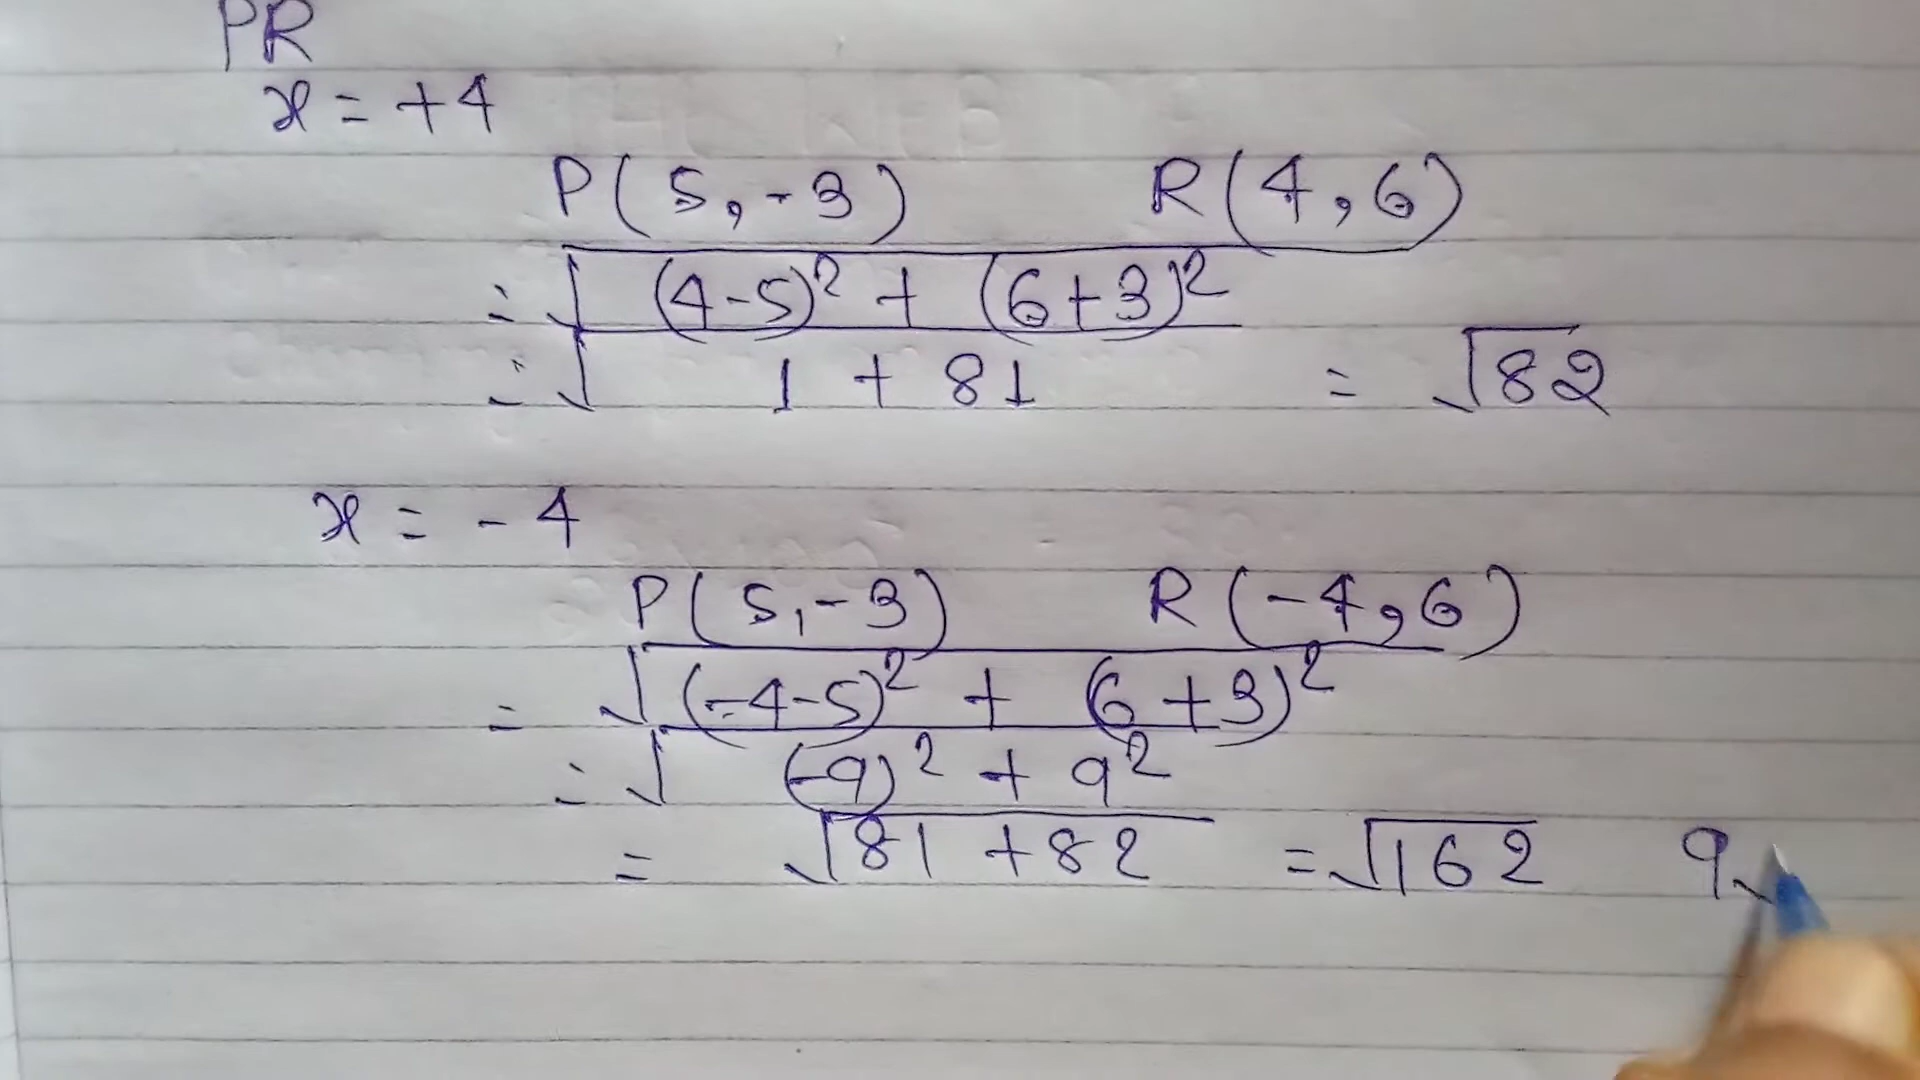 PR
x = +4
P(5,-3) R(4,6)
= √(4-5)² + (6+3)²
= √1 + 81 = √82
x = -4
P(5,-3) R(-4,6)
= √(-4-5)² + (6+3)²
= √(-9)² + 9²
= √81 + 82 = √162 9√